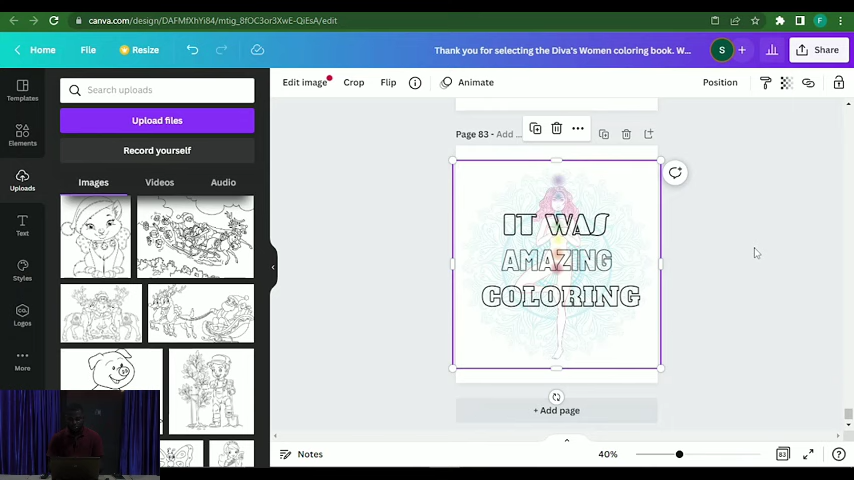 canva.com/design/DAFMfXhYi84/mtig_8fOC3or3XwE-QiEsA/edit
Home
File
Resize
Thank you for selecting the Diva's Women coloring book. W...
S
Share
F
Templates
Elements
Uploads
Text
Styles
Logos
More
Search uploads
Upload files
Record yourself
Images
Videos
Audio
Edit image
Crop
Flip
Animate
Position
Page 83 - Add ...
IT WAS
AMAZING
COLORING
+ Add page
Notes
40%
83